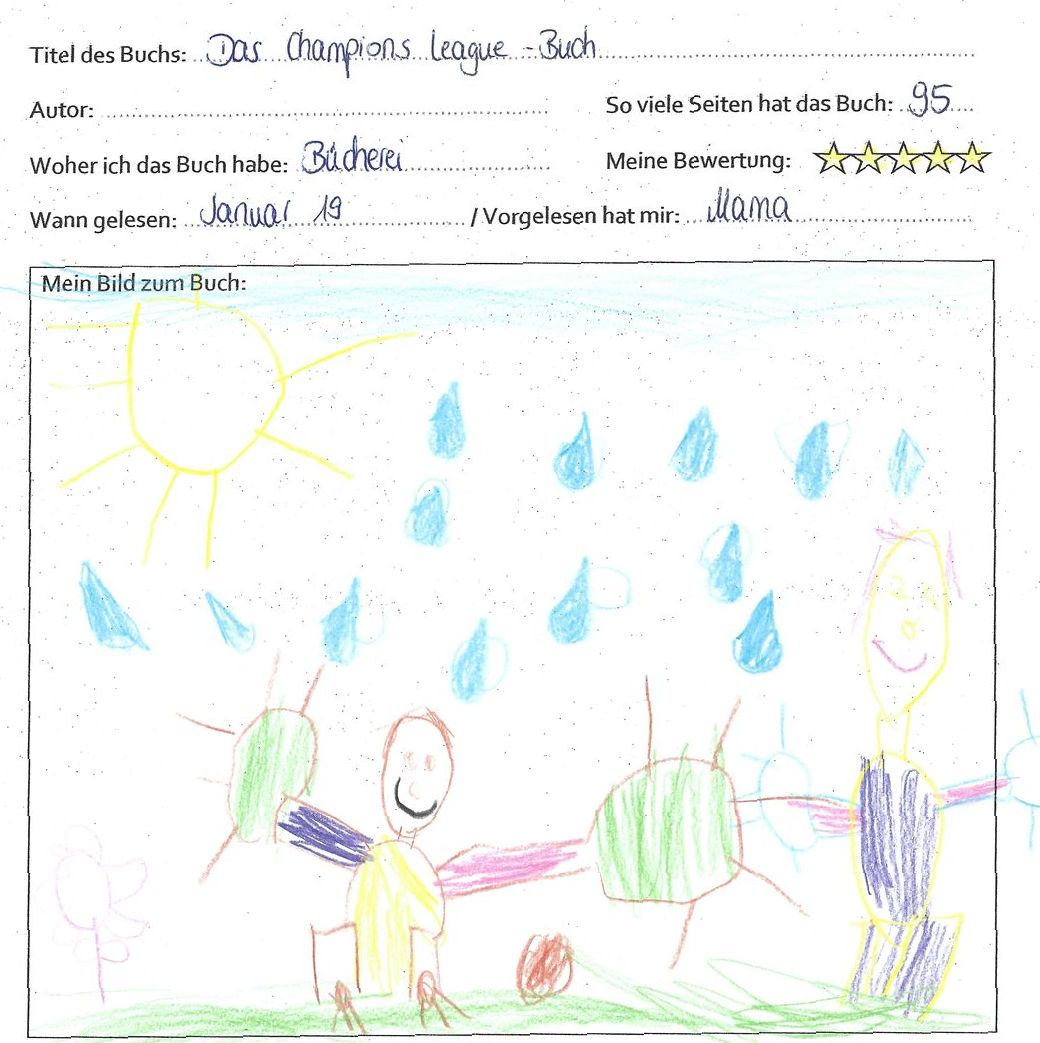 Titel des Buchs: Das Champions League-Buch
Autor:
So viele Seiten hat das Buch: 95
Woher ich das Buch habe: Bücherei
Meine Bewertung:
Wann gelesen: Januar 19 / Vorgelesen hat mir: Mama
Mein Bild zum Buch: